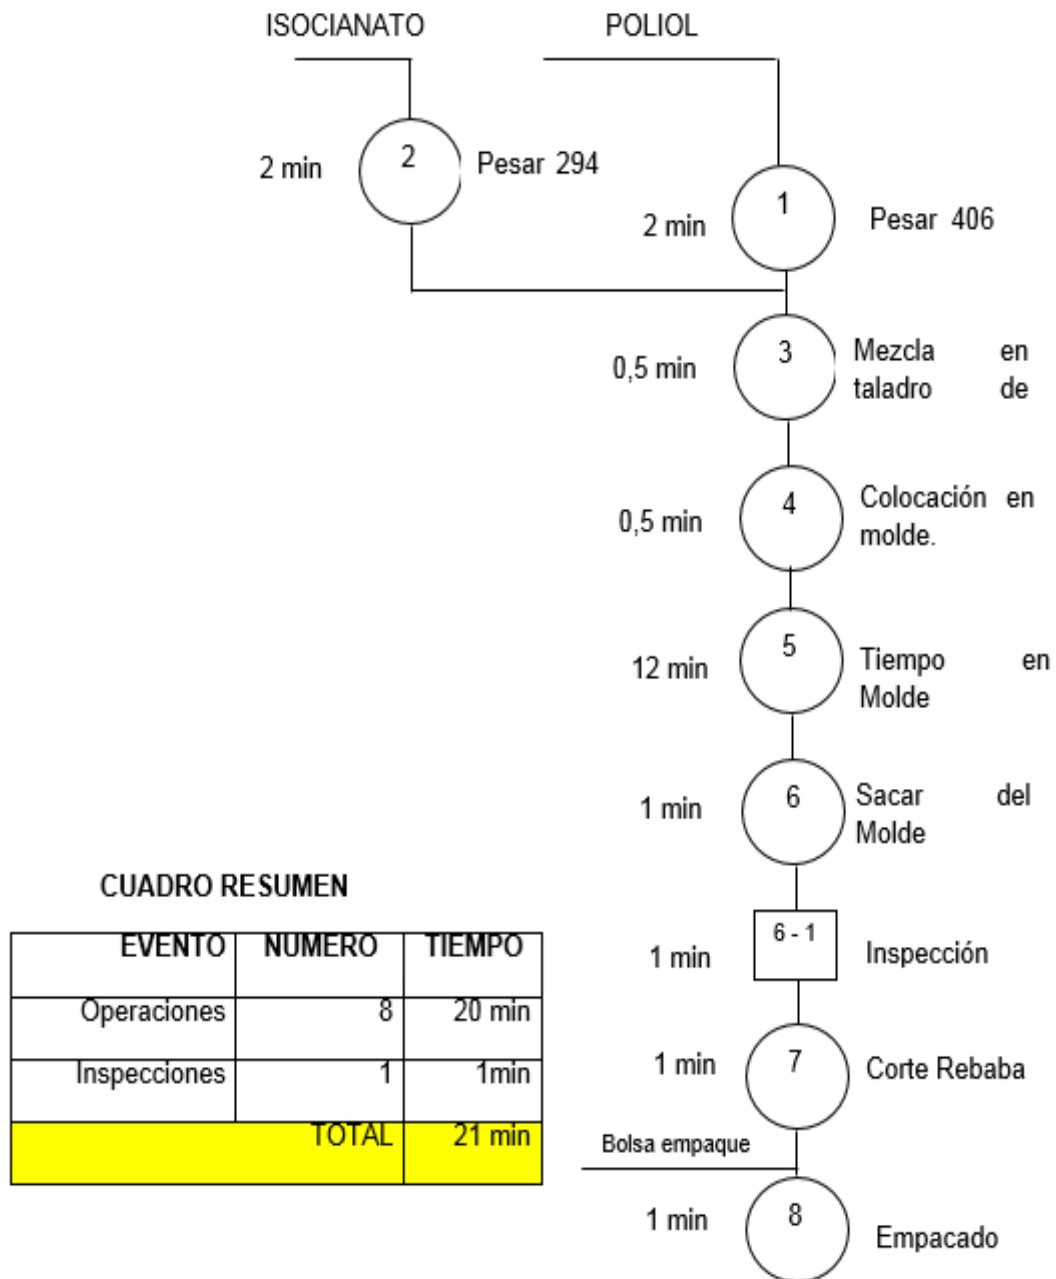 ISOCIANATO
POLIOL
2 min
2
Pesar 294
2 min
1
Pesar 406
0,5 min
3
Mezcla en
taladro de
0,5 min
4
Colocación en
molde.
12 min
5
Tiempo en
Molde
1 min
6
Sacar del
Molde
1 min
6 - 1
Inspección
1 min
7
Corte Rebaba
Bolsa empaque
1 min
8
Empacado
CUADRO RESUMEN
EVENTO NUMERO TIEMPO
Operaciones 8 20 min
Inspecciones 1 1min
TOTAL 21 min